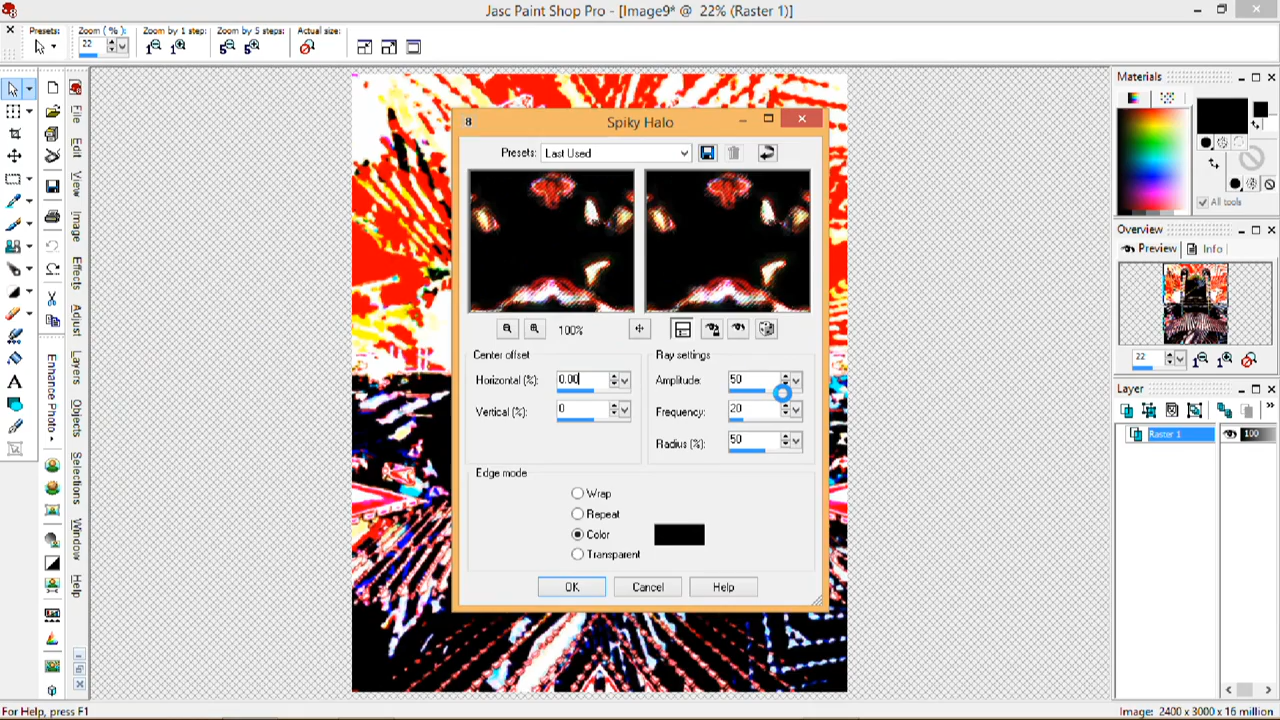 Jasc Paint Shop Pro - [Image9* @ 22% (Raster 1)]
Presets:
Zoom (%):
22
Zoom by 1 step:
Zoom by 5 steps:
Actual size:
File
Edit
View
Image
Effects
Adjust
Layers
Objects
Selections
Window
Help
Enhance Photo
8
Spiky Halo
Presets:
Last Used
100%
Center offset
Horizontal (%):
0.00
Vertical (%):
0
Ray settings
Amplitude:
50
Frequency:
20
Radius (%):
50
Edge mode
Wrap
Repeat
Color
Transparent
OK
Cancel
Help
Materials
All tools
Overview
Preview
Info
22
Layer
Raster 1
100
For Help, press F1
Image: 2400 x 3000 x 16 million